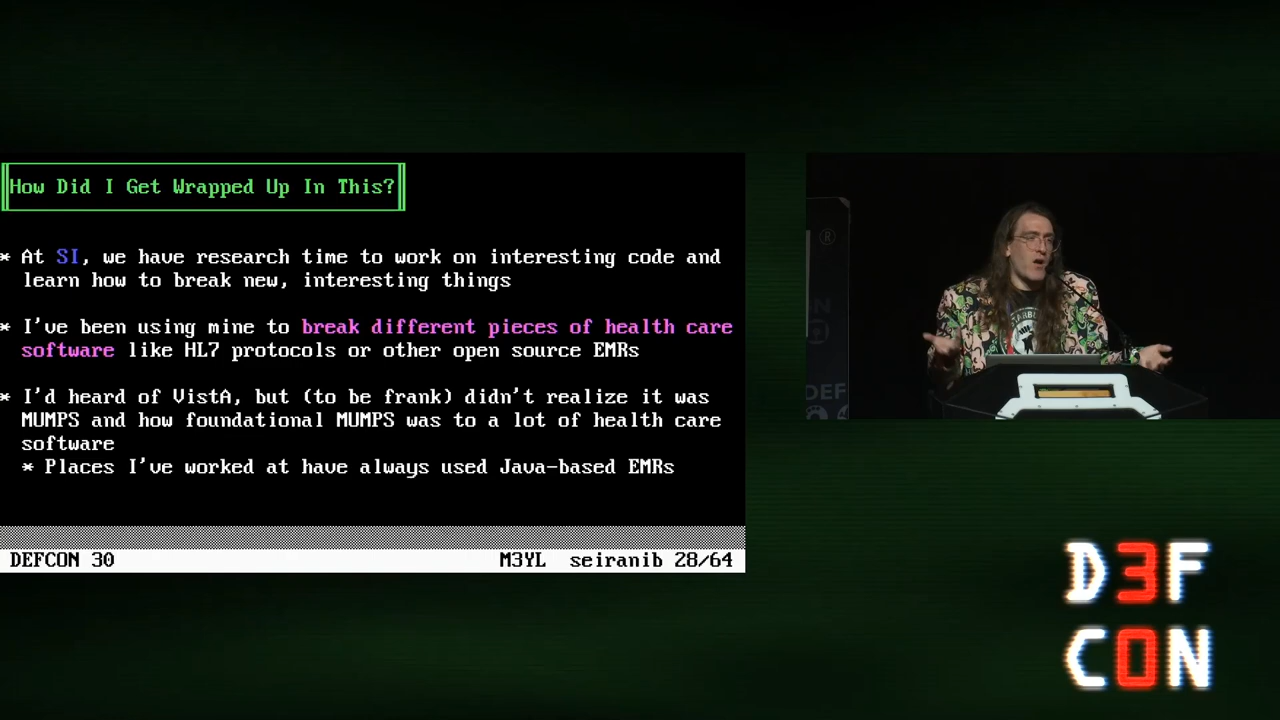 How Did I Get Wrapped Up In This?
* At SI, we have research time to work on interesting code and
learn how to break new, interesting things
* I've been using mine to break different pieces of health care
software like HL7 protocols or other open source EMRs
* I'd heard of VistA, but (to be frank) didn't realize it was
MUMPS and how foundational MUMPS was to a lot of health care
software
* Places I've worked at have always used Java-based EMRs
DEFCON 30
M3YL seiranib 28/64
®
DEF
D3F
C0N